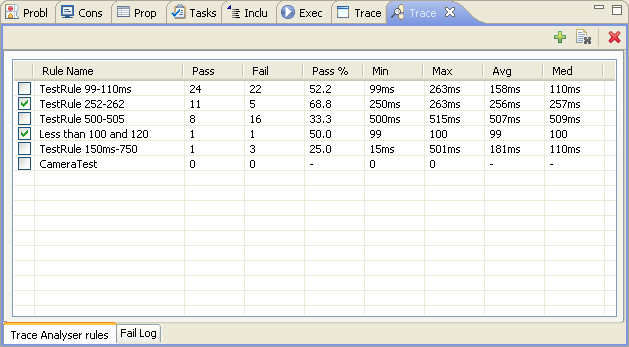 Probl Cons Prop Tasks Inclu Exec Trace Trace
Rule Name Pass Fail Pass % Min Max Avg Med
TestRule 99-110ms 24 22 52.2 99ms 263ms 158ms 110ms
TestRule 252-262 11 5 68.8 250ms 263ms 256ms 257ms
TestRule 500-505 8 16 33.3 500ms 515ms 507ms 509ms
Less than 100 and 120 1 1 50.0 99 100 99 100
TestRule 150ms-750 1 3 25.0 15ms 501ms 181ms 110ms
CameraTest 0 0 - 0 0 - -
Trace Analyser rules Fail Log